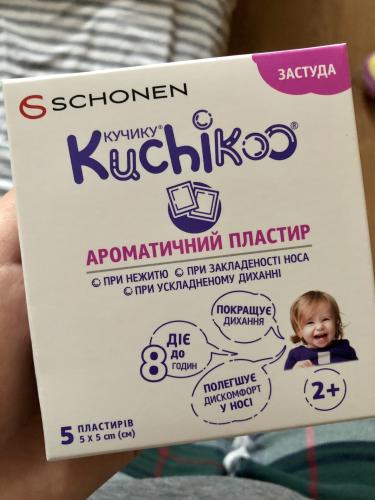 ЗАСТУДА
SCHONEN
КУЧИКУ®
Kuchikoo®
АРОМАТИЧНИЙ ПЛАСТИР
ПРИ НЕЖИТЮ ПРИ ЗАКЛАДЕНОСТІ НОСА
ПРИ УСКЛАДНЕНОМУ ДИХАННІ
ПОКРАЩУЄ
ДИХАННЯ
ДІЄ
8 ДО
ГОДИН
ПОЛЕГШУЄ
ДИСКОМФОРТ
У НОСІ
2+
5 ПЛАСТИРІВ
5 X 5 cm (см)